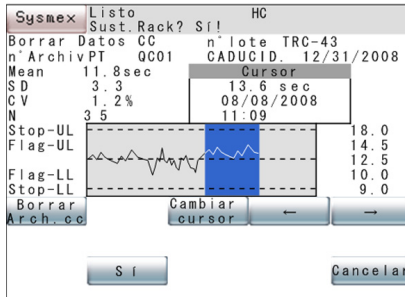 Sysmex Listo HC
Sust.Rack? Sí!
Borrar Datos CC n°lote TRC-43
n°Archiv PT QC01 CADUCID. 12/31/2008
Mean 11.8sec Cursor
SD 3.3 13.6 sec
CV 1.2% 08/08/2008
N 35 11:09
Stop-UL 18.0
Flag-UL 14.5
12.5
Flag-LL 10.0
Stop-LL 9.0
Borrar Cambiar ← →
Arch.cc cursor
Sí Cancelar